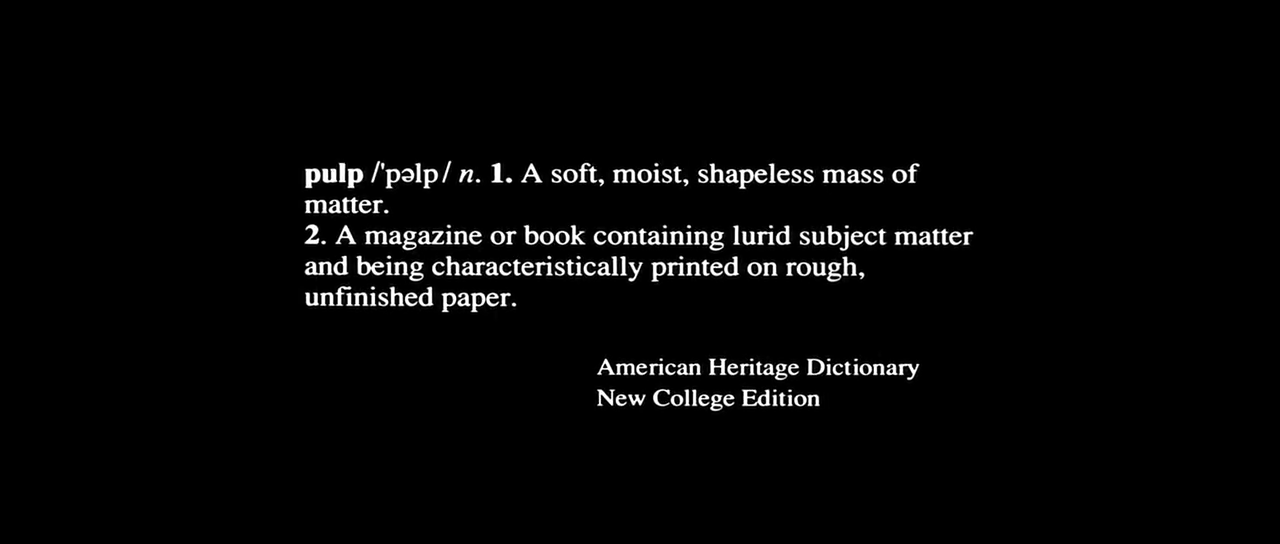 pulp /'pəlp/ n. 1. A soft, moist, shapeless mass of
matter.
2. A magazine or book containing lurid subject matter
and being characteristically printed on rough,
unfinished paper.
American Heritage Dictionary
New College Edition